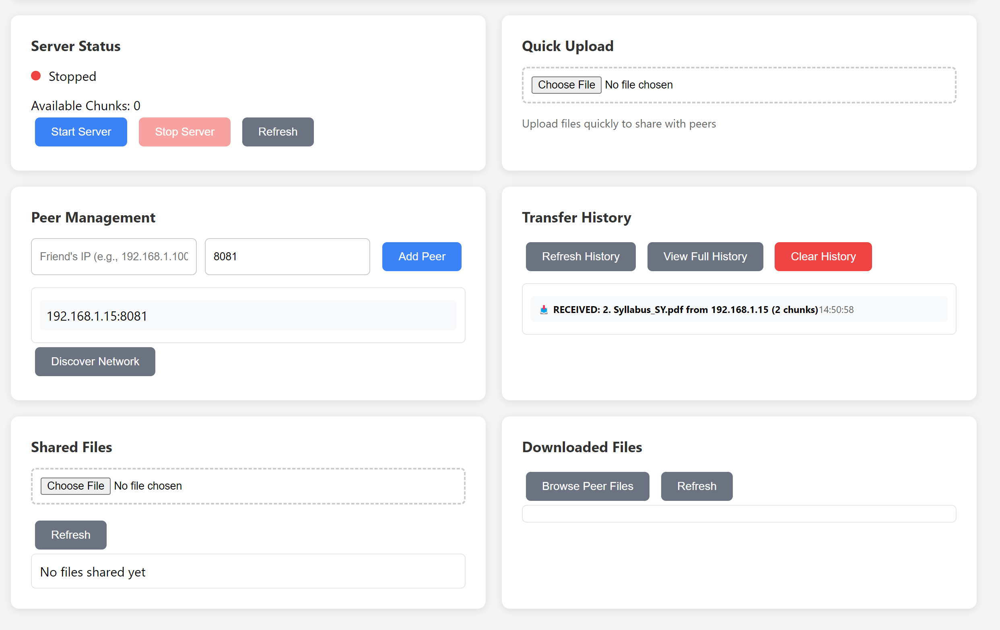 Server Status
Stopped
Available Chunks: 0
Start Server Stop Server Refresh
Quick Upload
Choose File No file chosen
Upload files quickly to share with peers
Peer Management
Friend's IP (e.g., 192.168.1.100 8081 Add Peer
192.168.1.15:8081
Discover Network
Transfer History
Refresh History View Full History Clear History
RECEIVED: 2. Syllabus_SY.pdf from 192.168.1.15 (2 chunks)14:50:58
Shared Files
Choose File No file chosen
Refresh
No files shared yet
Downloaded Files
Browse Peer Files Refresh